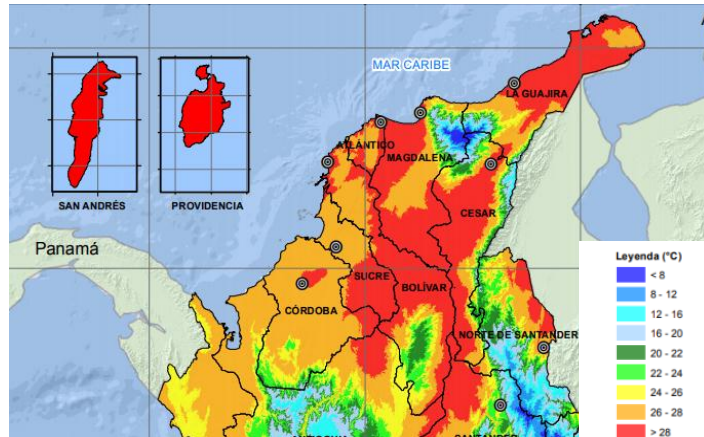 MAR CARIBE
LA GUAJIRA
ATLÁNTICO
MAGDALENA
SAN ANDRÉS
PROVIDENCIA
CESAR
Panamá
SUCRE
BOLÍVAR
CÓRDOBA
NORTE DE SANTANDER
Leyenda (°C)
< 8
8 - 12
12 - 16
16 - 20
20 - 22
22 - 24
24 - 26
26 - 28
> 28